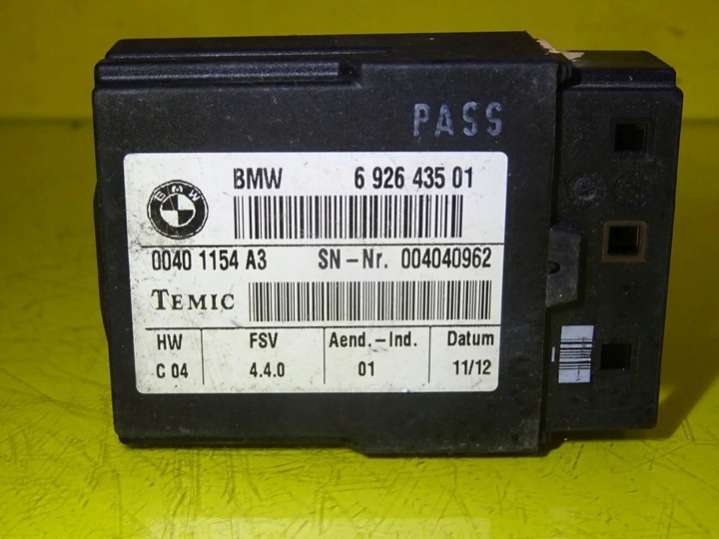 PASS
BMW 6 926 435 01
BMW
0040 1154 A3 SN-Nr. 004040962
TEMIC
HW FSV Aend.-Ind. Datum
C 04 4.4.0 01 11/12